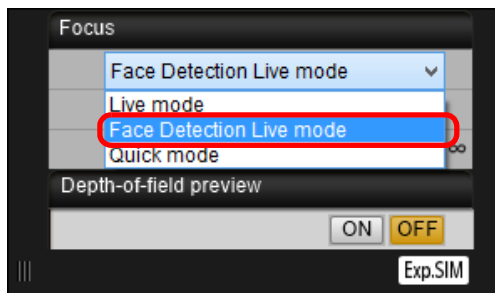 Focus
Face Detection Live mode
Live mode
Face Detection Live mode
Quick mode
∞
Depth-of-field preview
ON OFF
Exp.SIM